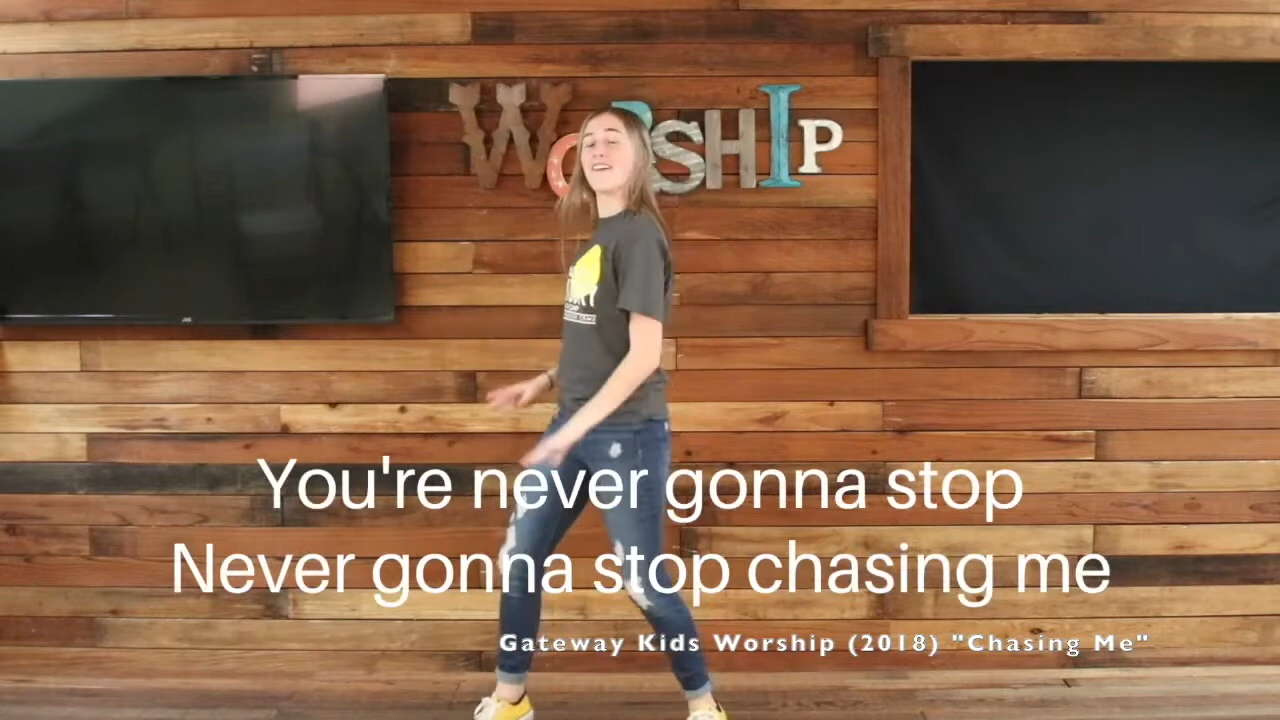 WoRSHIP
You're never gonna stop
Never gonna stop chasing me
Gateway Kids Worship (2018) "Chasing Me"